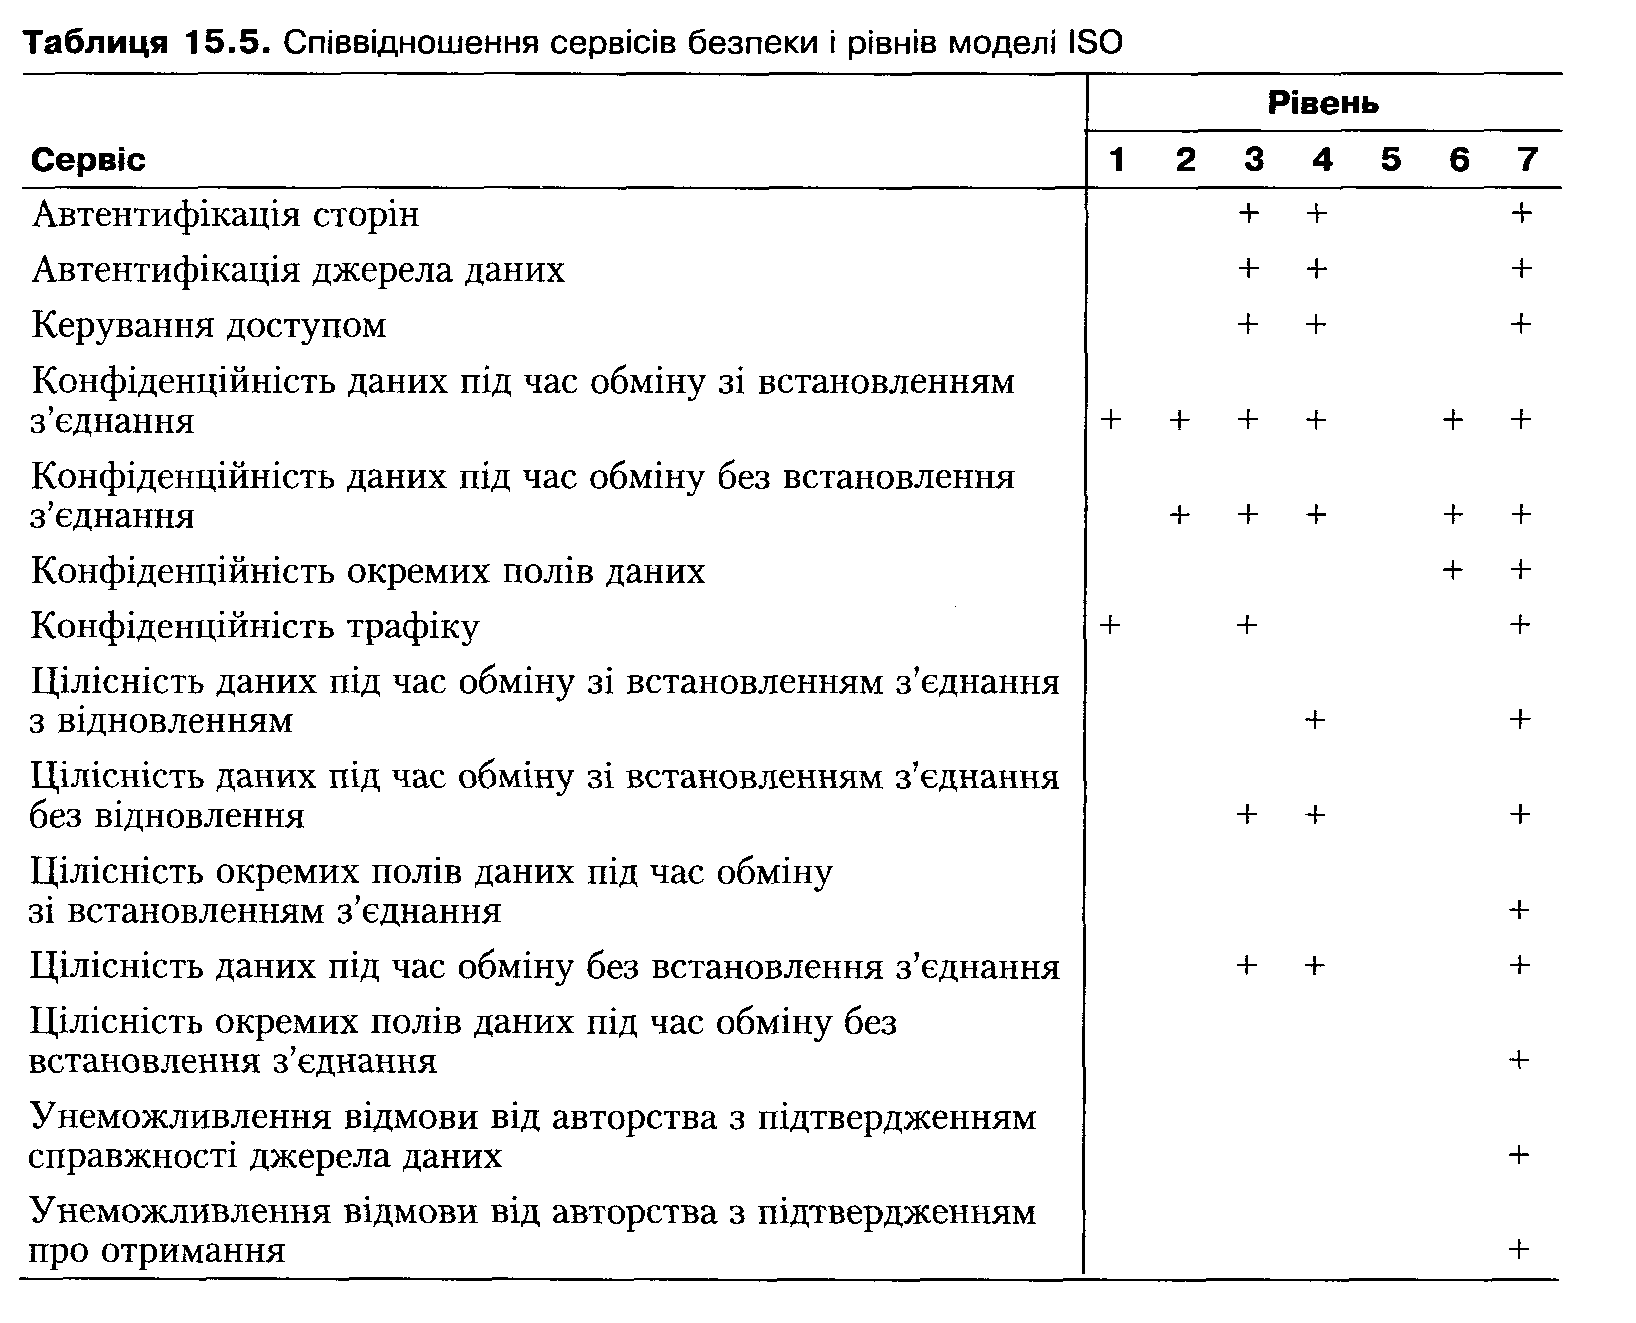 Таблиця 15.5. Співвідношення сервісів безпеки і рівнів моделі ISO
Рівень
Сервіс 1 2 3 4 5 6 7
Автентифікація сторін + + +
Автентифікація джерела даних + + +
Керування доступом + + +
Конфіденційність даних під час обміну зі встановленням
з’єднання + + + + + +
Конфіденційність даних під час обміну без встановлення
з’єднання + + + + +
Конфіденційність окремих полів даних + +
Конфіденційність трафіку + + +
Цілісність даних під час обміну зі встановленням з’єднання
з відновленням + +
Цілісність даних під час обміну зі встановленням з’єднання
без відновлення + + +
Цілісність окремих полів даних під час обміну
зі встановленням з’єднання +
Цілісність даних під час обміну без встановлення з’єднання + + +
Цілісність окремих полів даних під час обміну без
встановлення з’єднання +
Унеможливлення відмови від авторства з підтвердженням
справжності джерела даних +
Унеможливлення відмови від авторства з підтвердженням
про отримання +